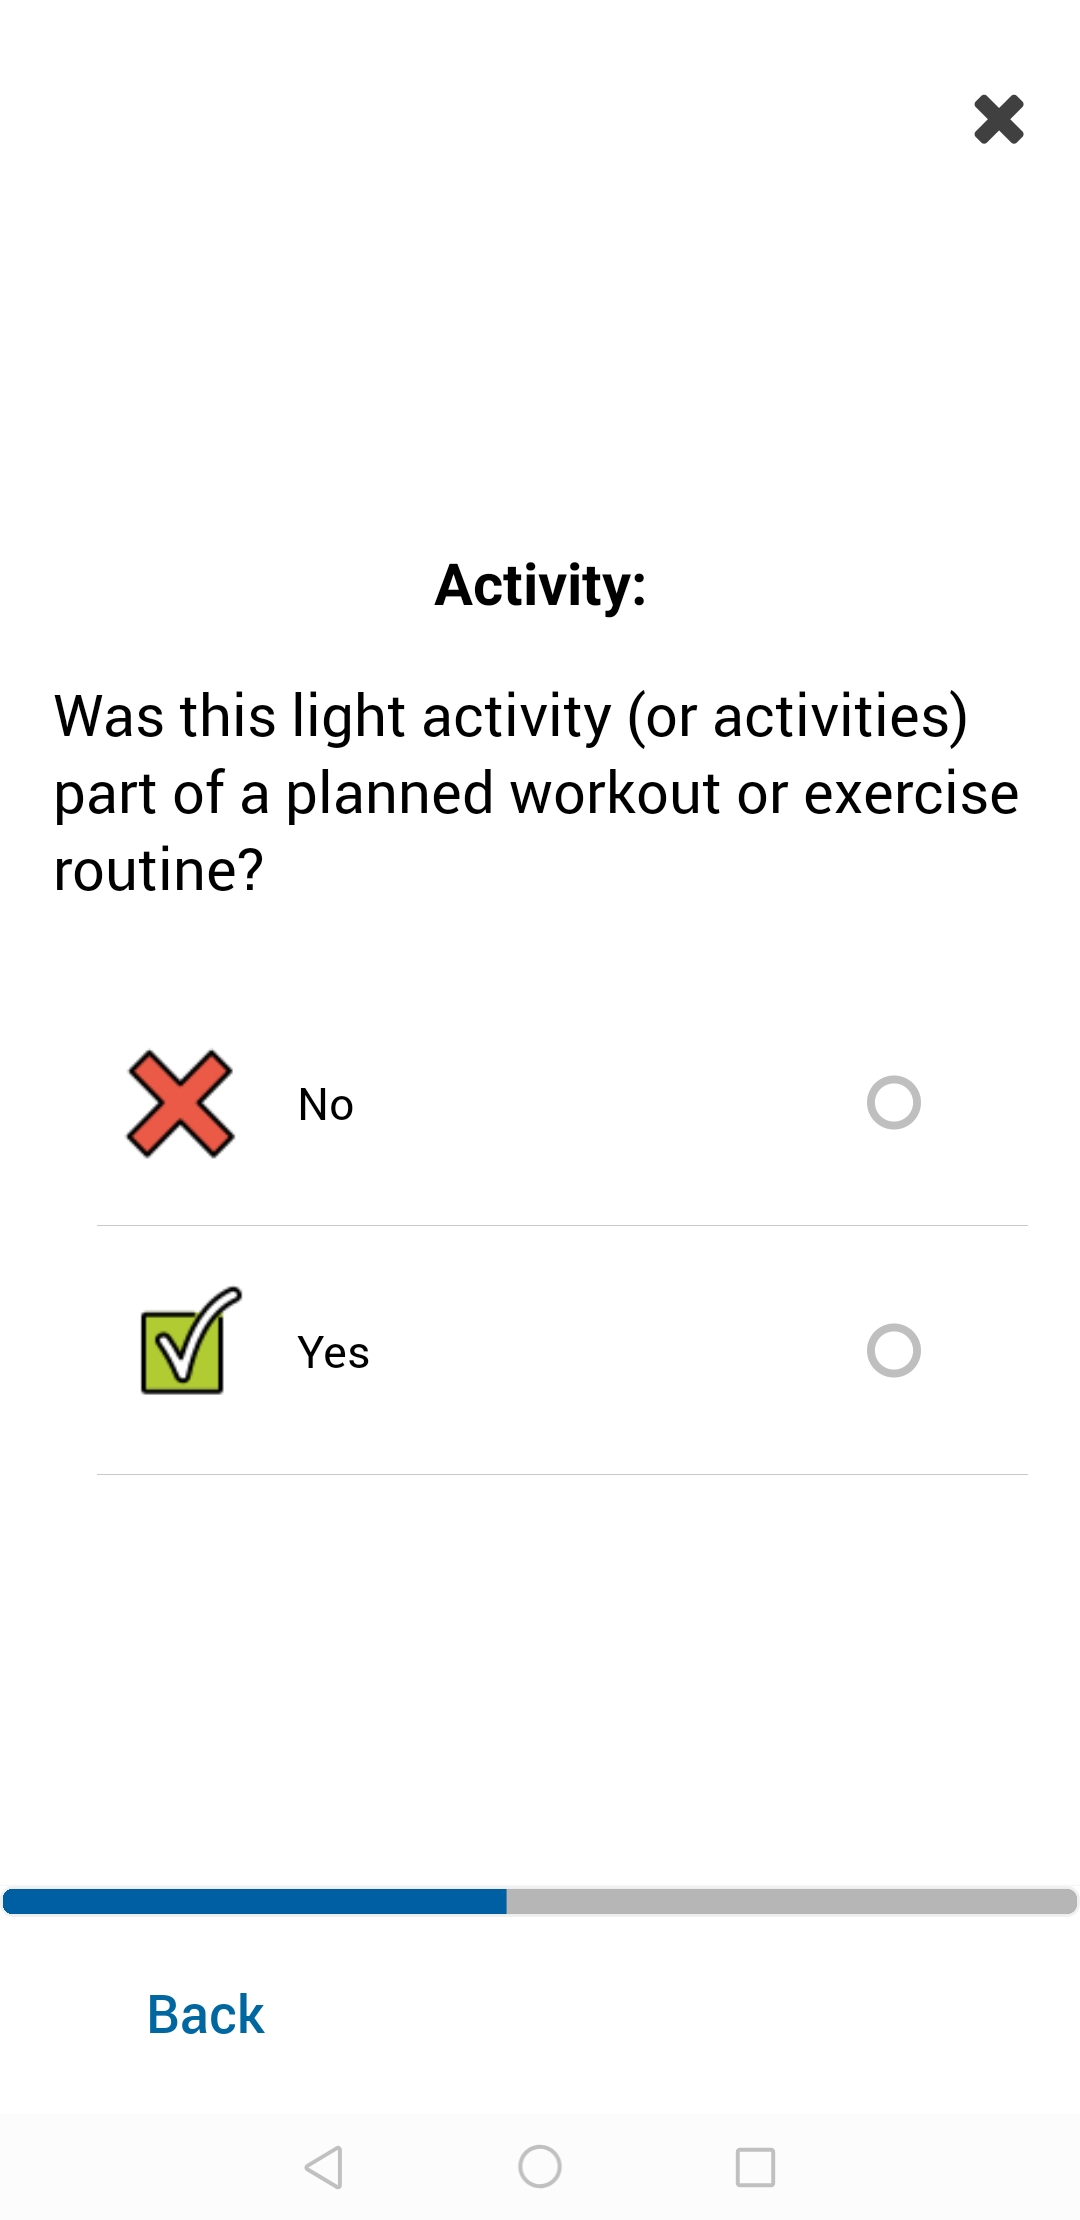 Activity:
Was this light activity (or activities)
part of a planned workout or exercise
routine?
No
Yes
Back